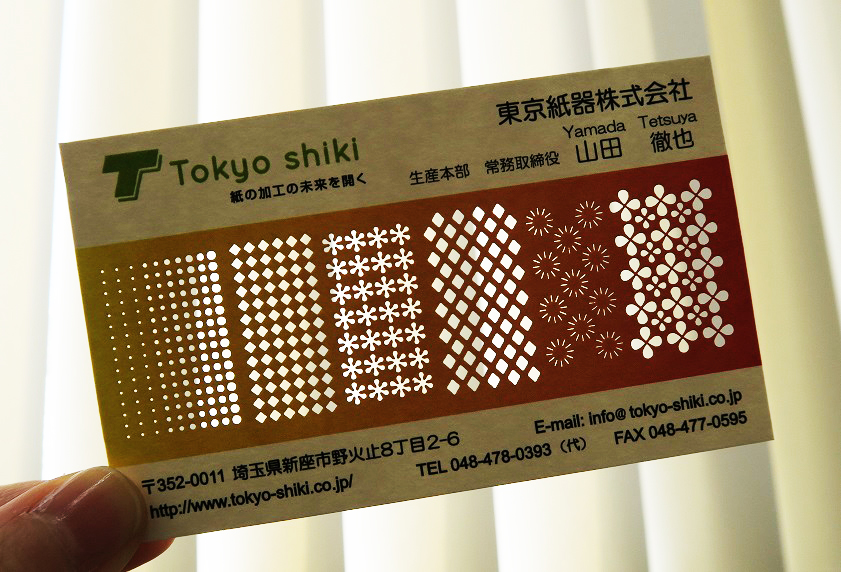 東京紙器株式会社
Tokyo shiki
紙の加工の未来を開く
Yamada Tetsuya
生産本部 常務取締役 山田 徹也
〒352-0011 埼玉県新座市野火止8丁目2-6
E-mail: info@tokyo-shiki.co.jp
http://www.tokyo-shiki.co.jp/
TEL 048-478-0393(代) FAX 048-477-0595